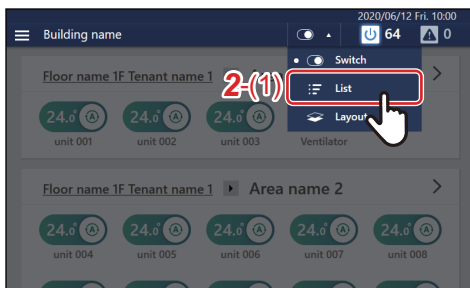 2020/06/12 Fri. 10:00
Building name
64
0
Switch
List
Layou
2-(1)
Floor name 1F Tenant name 1
24.0 24.0 24.0
unit 001 unit 002 unit 003 Ventilator
Floor name 1F Tenant name 1 Area name 2
24.0 24.0 24.0 24.0 24.0
unit 004 unit 005 unit 006 unit 007 unit 008